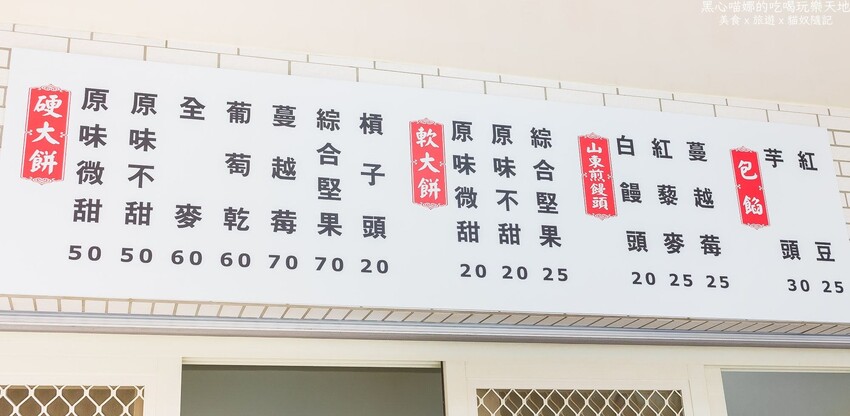 黑心喵娜的吃喝玩樂天地
美食 x 旅遊 x 貓奴隨記
硬大餅
原味微甜 50
原味不甜 50
全麥 60
葡萄乾 60
蔓越莓 70
綜合堅果 70
槓子頭 20
軟大餅
原味微甜 20
原味不甜 20
綜合堅果 25
山東煎饅頭
白饅頭 20
紅藜麥 25
蔓越莓 25
包餡
芋頭 30
紅豆 25